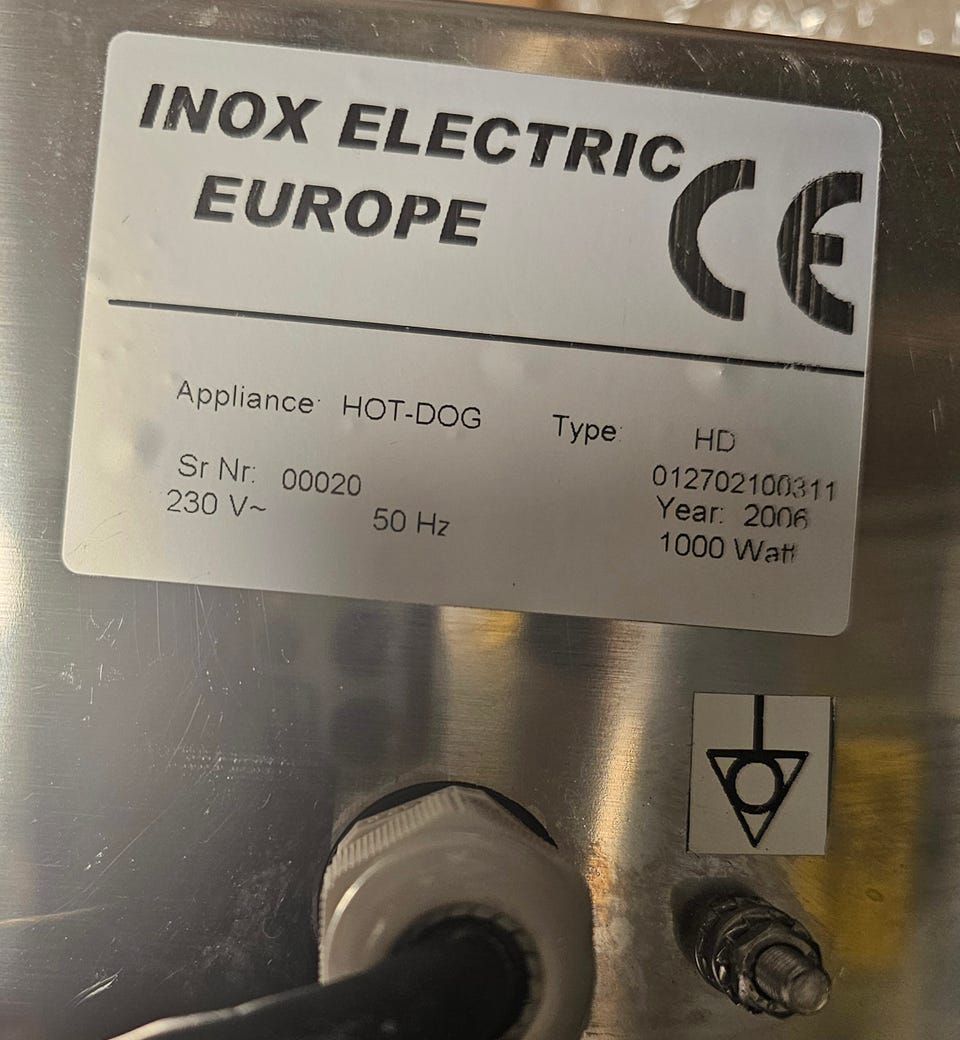 INOX ELECTRIC
EUROPE
CE
Appliance: HOT-DOG Type: HD
Sr Nr: 00020 012702100311
230 V~ 50 Hz Year: 2006
1000 Watt